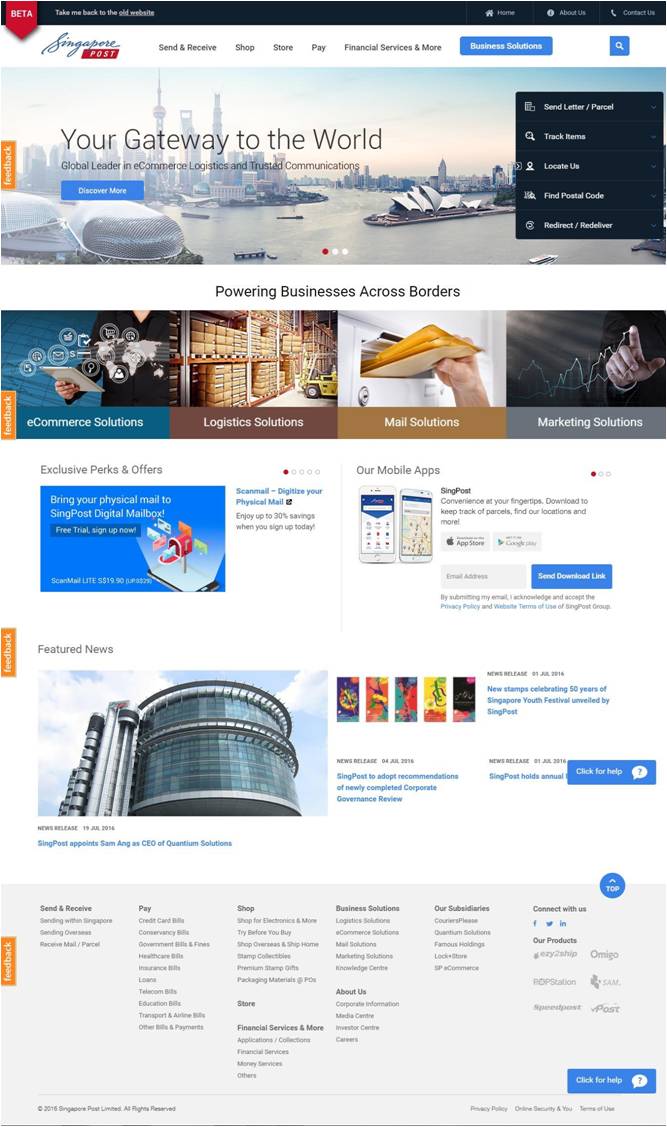 BETA
Take me back to the old website
Home
About Us
Contact Us
Singapore
POST
Send & Receive
Shop
Store
Pay
Financial Services & More
Business Solutions
Your Gateway to the World
Global Leader in eCommerce Logistics and Trusted Communications
Discover More
Send Letter / Parcel
Track Items
Locate Us
Find Postal Code
Redirect / Redeliver
feedback
Powering Businesses Across Borders
eCommerce Solutions
Logistics Solutions
Mail Solutions
Marketing Solutions
feedback
Exclusive Perks & Offers
Bring your physical mail to
SingPost Digital Mailbox!
Free Trial, sign up now!
ScanMail LITE S$19.90 (U.P.S$29)
Scanmail – Digitize your
Physical Mail
Enjoy up to 30% savings
when you sign up today!
Our Mobile Apps
SingPost
Convenience at your fingertips. Download to
keep track of parcels, find our locations and
more!
App Store
Google play
Email Address
Send Download Link
By submitting my email, I acknowledge and accept the
Privacy Policy and Website Terms of Use of SingPost Group.
feedback
Featured News
NEWS RELEASE 19 JUL 2016
SingPost appoints Sam Ang as CEO of Quantium Solutions
NEWS RELEASE 01 JUL 2016
New stamps celebrating 50 years of
Singapore Youth Festival unveiled by
SingPost
NEWS RELEASE 04 JUL 2016
SingPost to adopt recommendations
of newly completed Corporate
Governance Review
NEWS RELEASE 01 JUL 2016
SingPost holds annual
Click for help
TOP
Send & Receive
Sending within Singapore
Sending Overseas
Receive Mail / Parcel
Pay
Credit Card Bills
Conservancy Bills
Government Bills & Fines
Healthcare Bills
Insurance Bills
Loans
Telecom Bills
Education Bills
Transport & Airline Bills
Other Bills & Payments
Shop
Shop for Electronics & More
Try Before You Buy
Shop Overseas & Ship Home
Stamp Collectibles
Premium Stamp Gifts
Packaging Materials @ POs
Store
Financial Services & More
Applications / Collections
Financial Services
Money Services
Others
Business Solutions
Logistics Solutions
eCommerce Solutions
Mail Solutions
Marketing Solutions
Knowledge Centre
About Us
Corporate Information
Media Centre
Investor Centre
Careers
Our Subsidiaries
CouriersPlease
Quantium Solutions
Famous Holdings
Lock+Store
SP eCommerce
Connect with us
Our Products
ezy2ship
Omigo
POPStation
SAM
Speedpost
vPost
feedback
Click for help
© 2016 Singapore Post Limited. All Rights Reserved
Privacy Policy
Online Security & You
Terms of Use